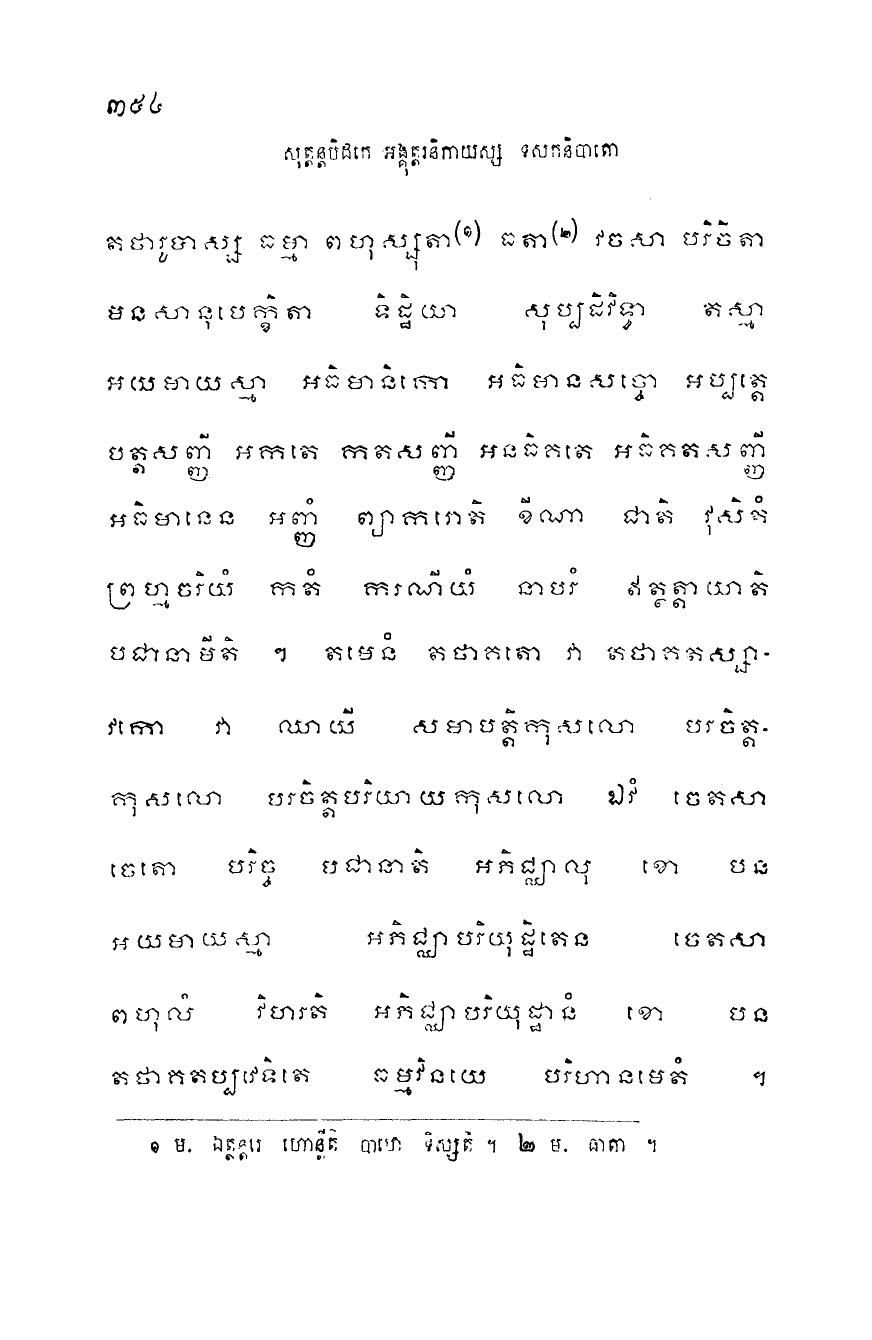 ៣៥៤
សុត្តន្តបិដកេ អង្គុត្តរនិកាយស្ស ទសកនិបាតោ
តថារូបាស្ស ធម្មា ពហុស្សុតា(១) ធតា(២) វចសា បរិចិតា
មនសានុបេក្ខិតា ទិដ្ឋិយា សុប្បដិវិទ្ធា តស្មា
អយមាយស្មា អធិមានិកោ អធិមានសច្ចោ អប្បត្តេ
បត្តសញ្ញី អកតេ កតសញ្ញី អនធិគតេ អធិគតសញ្ញី
អធិមានេន អញ្ញំ ព្យាករោតិ ខីណា ជាតិ វុសិតំ
ព្រហ្មចរិយំ កតំ ករណីយំ នាបរំ ឥត្ថត្តាយាតិ
បជានាមីតិ ។ តមេនំ តថាគតោ វា តថាគតស្សា-
វកោ វា ឈាយី សមាបត្តិកុសលោ បរចិត្ត-
កុសលោ បរចិត្តបរិយាយកុសលោ ឯវំ ចេតសា
ចេតោ បរិច្ច បជានាតិ អភិជ្ឈាលុ ខោ បន
អយមាយស្មា អភិជ្ឈាបរិយុដ្ឋិតេន ចេតសា
ពហុលំ វិហរតិ អភិជ្ឈាបរិយុដ្ឋានំ ខោ បន
តថាគតប្បវេទិតេ ធម្មវិនយេ បរិហានមេតំ ។
១ ម. ឯត្ថន្តរេ ហោន្តីតិ បាឋោ ទិស្សតិ ។ ២ ម. ធាតា ។